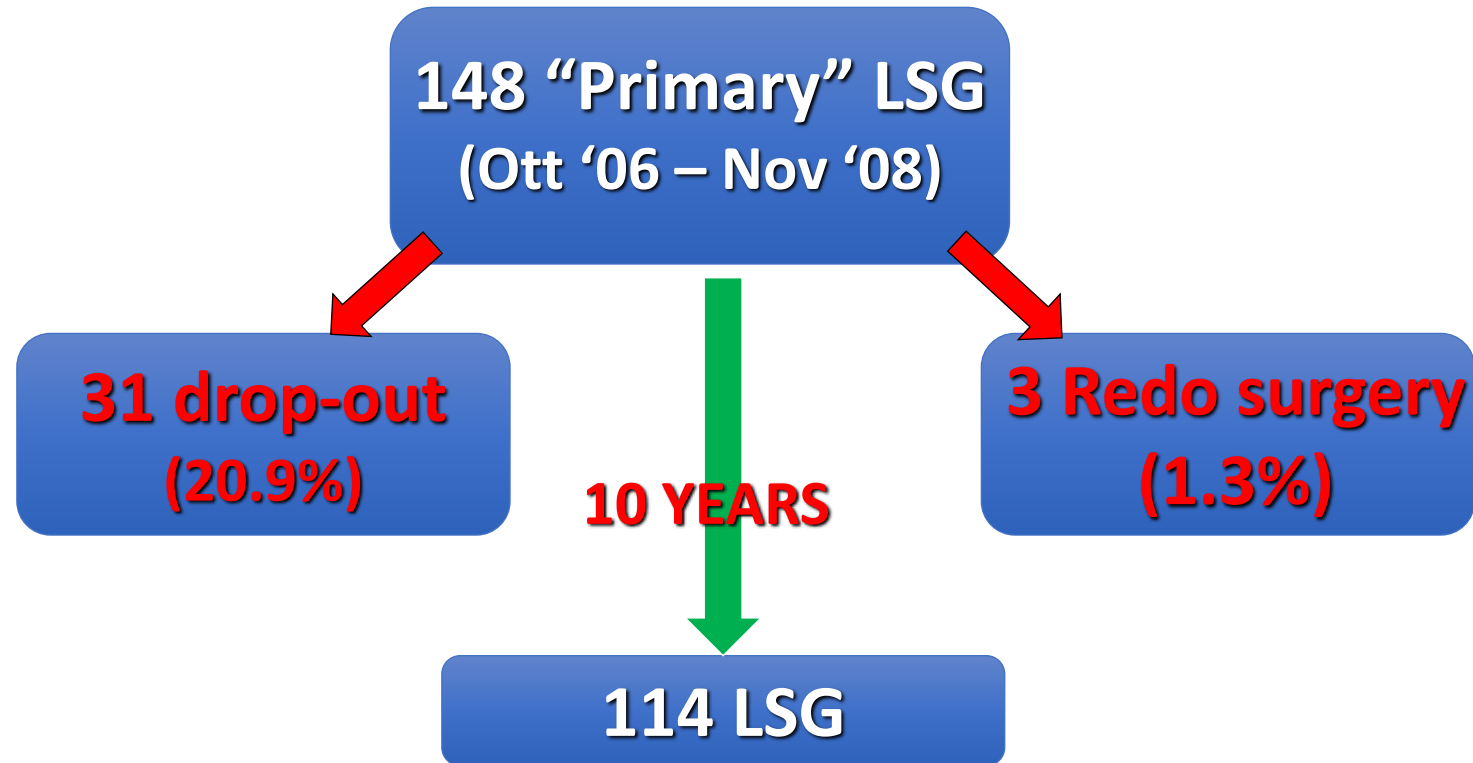 148 “Primary” LSG
(Ott ‘06 – Nov ‘08)
31 drop-out
(20.9%)
3 Redo surgery
(1.3%)
10 YEARS
114 LSG